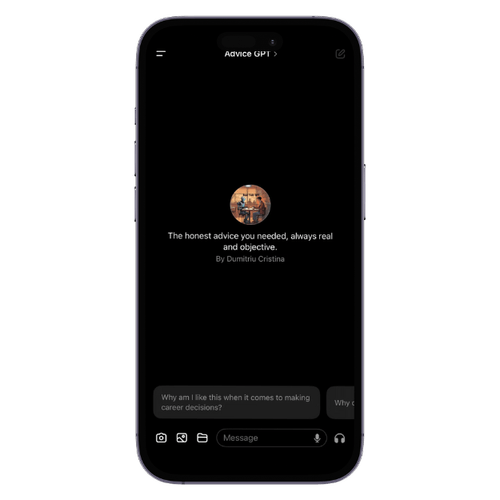 Advice GPT >
The honest advice you needed, always real
and objective.
By Dumitriu Cristina
Why am I like this when it comes to making
career decisions?
Why
Message